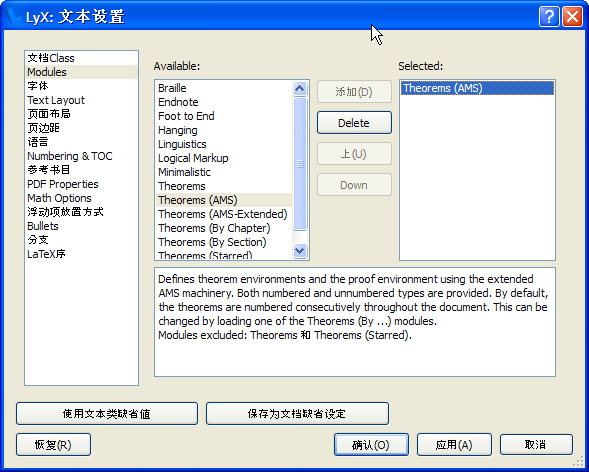 LyX: 文本设置
文档Class
Modules
字体
Text Layout
页面布局
页边距
语言
Numbering & TOC
参考书目
PDF Properties
Math Options
浮动项放置方式
Bullets
分支
LaTeX序
Available:
Braille
Endnote
Foot to End
Hanging
Linguistics
Logical Markup
Minimalistic
Theorems
Theorems (AMS)
Theorems (AMS-Extended)
Theorems (By Chapter)
Theorems (By Section)
Theorems (Starred)
添加(D)
Delete
上(U)
Down
Selected:
Theorems (AMS)
Defines theorem environments and the proof environment using the extended
AMS machinery. Both numbered and unnumbered types are provided. By default,
the theorems are numbered consecutively throughout the document. This can be
changed by loading one of the Theorems (By ...) modules.
Modules excluded: Theorems 和 Theorems (Starred).
使用文本类缺省值
保存为文档缺省设定
恢复(R)
确认(O)
应用(A)
取消